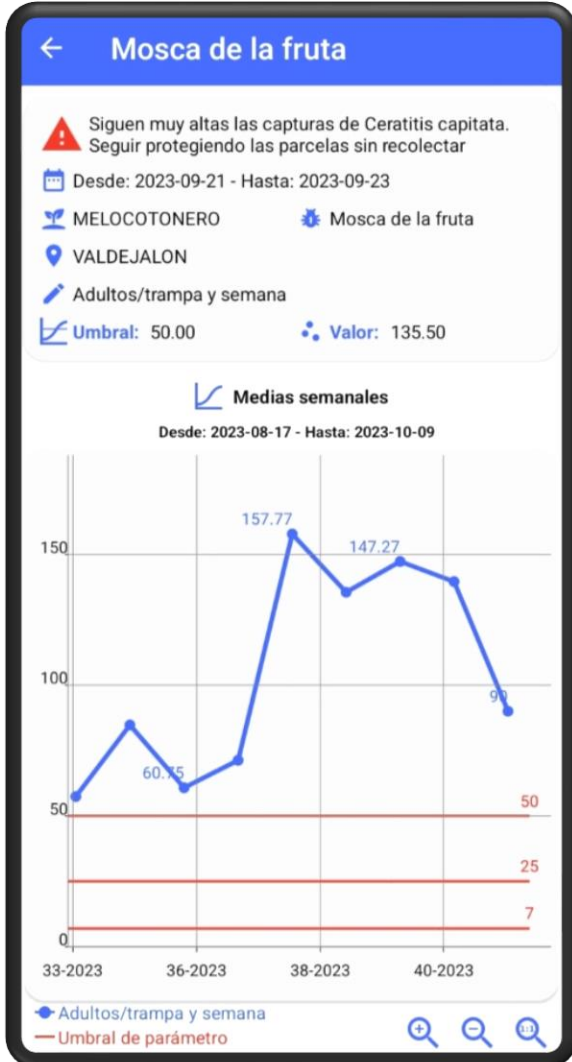 Mosca de la fruta
Siguen muy altas las capturas de Ceratitis capitata.
Seguir protegiendo las parcelas sin recolectar
Desde: 2023-09-21 - Hasta: 2023-09-23
MELOCOTONERO
Mosca de la fruta
VALDEJALON
Adultos/trampa y semana
Umbral: 50.00
Valor: 135.50
Medias semanales
Desde: 2023-08-17 - Hasta: 2023-10-09
157.77
150
147.27
100
90
60.75
50
50
25
7
0
33-2023 36-2023 38-2023 40-2023
Adultos/trampa y semana
Umbral de parámetro
1:1